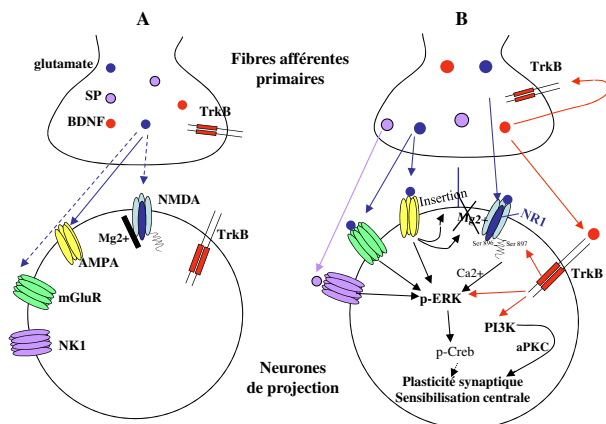 A
B
Fibres afférentes
primaires
glutamate
SP
BDNF
TrkB
TrkB
NMDA
Mg2+
TrkB
AMPA
mGluR
NK1
Insertion
Mg2+
NR1
Ser 896
Ser 897
Ca2+
TrkB
p-ERK
PI3K
aPKC
p-Creb
Plasticité synaptique
Sensibilisation centrale
Neurones
de projection